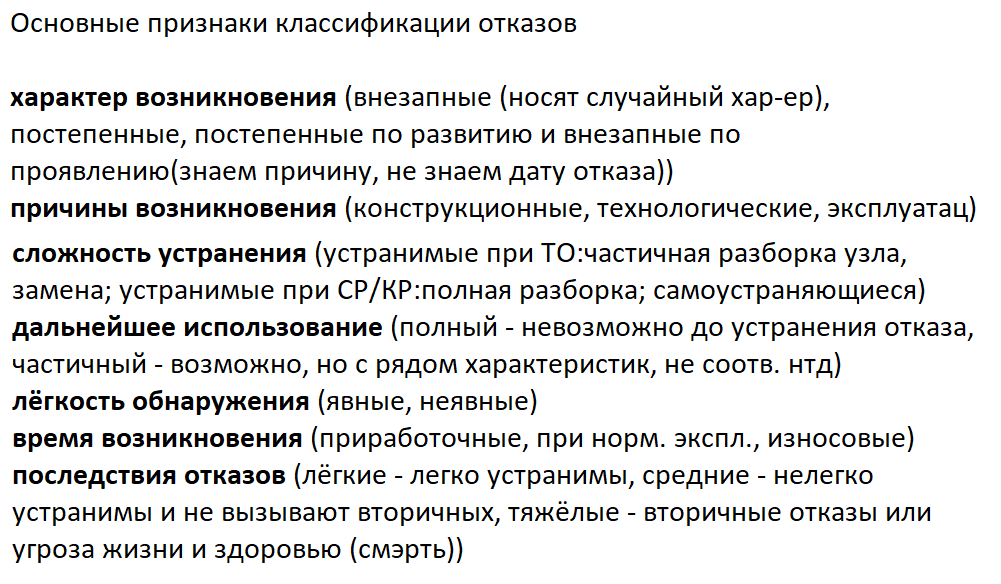 Основные признаки классификации отказов
характер возникновения (внезапные (носят случайный хар-ер),
постепенные, постепенные по развитию и внезапные по
проявлению(знаем причину, не знаем дату отказа))
причины возникновения (конструкционные, технологические, эксплуатац)
сложность устранения (устранимые при ТО:частичная разборка узла,
замена; устранимые при СР/КР:полная разборка; самоустраняющиеся)
дальнейшее использование (полный - невозможно до устранения отказа,
частичный - возможно, но с рядом характеристик, не соотв. нтд)
лёгкость обнаружения (явные, неявные)
время возникновения (приработочные, при норм. экспл., износовые)
последствия отказов (лёгкие - легко устранимы, средние - нелегко
устранимы и не вызывают вторичных, тяжёлые - вторичные отказы или
угроза жизни и здоровью (смэрть))